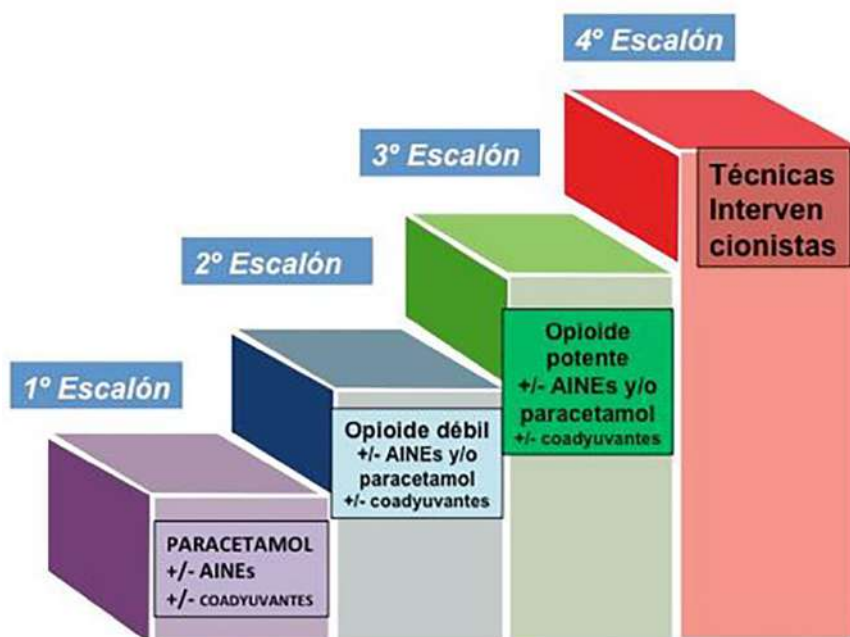 4º Escalón
Técnicas
Interven
cionistas
3º Escalón
Opioide
potente
+/- AINEs y/o
paracetamol
+/- coadyuvantes
2º Escalón
Opioide débil
+/- AINEs y/o
paracetamol
+/- coadyuvantes
1º Escalón
PARACETAMOL
+/- AINEs
+/- COADYUVANTES